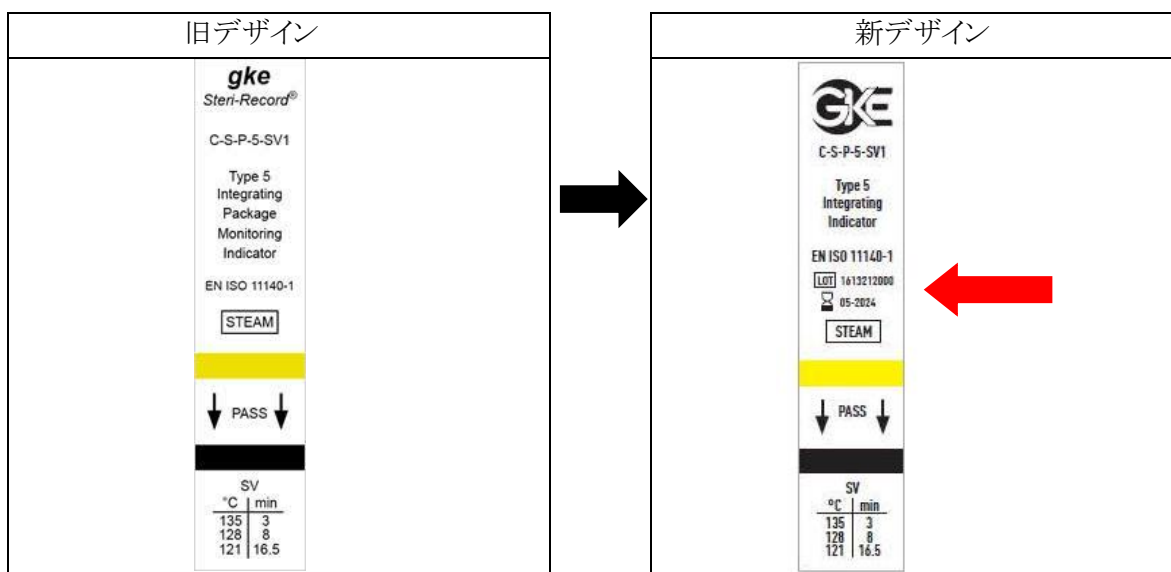 旧デザイン
gke
Steri-Record®
C-S-P-5-SV1
Type 5
Integrating
Package
Monitoring
Indicator
EN ISO 11140-1
STEAM
PASS
SV
°C min
135 3
128 8
121 16.5
新デザイン
GKE
C-S-P-5-SV1
Type 5
Integrating
Indicator
EN ISO 11140-1
LOT 1613212000
05-2024
STEAM
PASS
SV
°C min
135 3
128 8
121 16.5